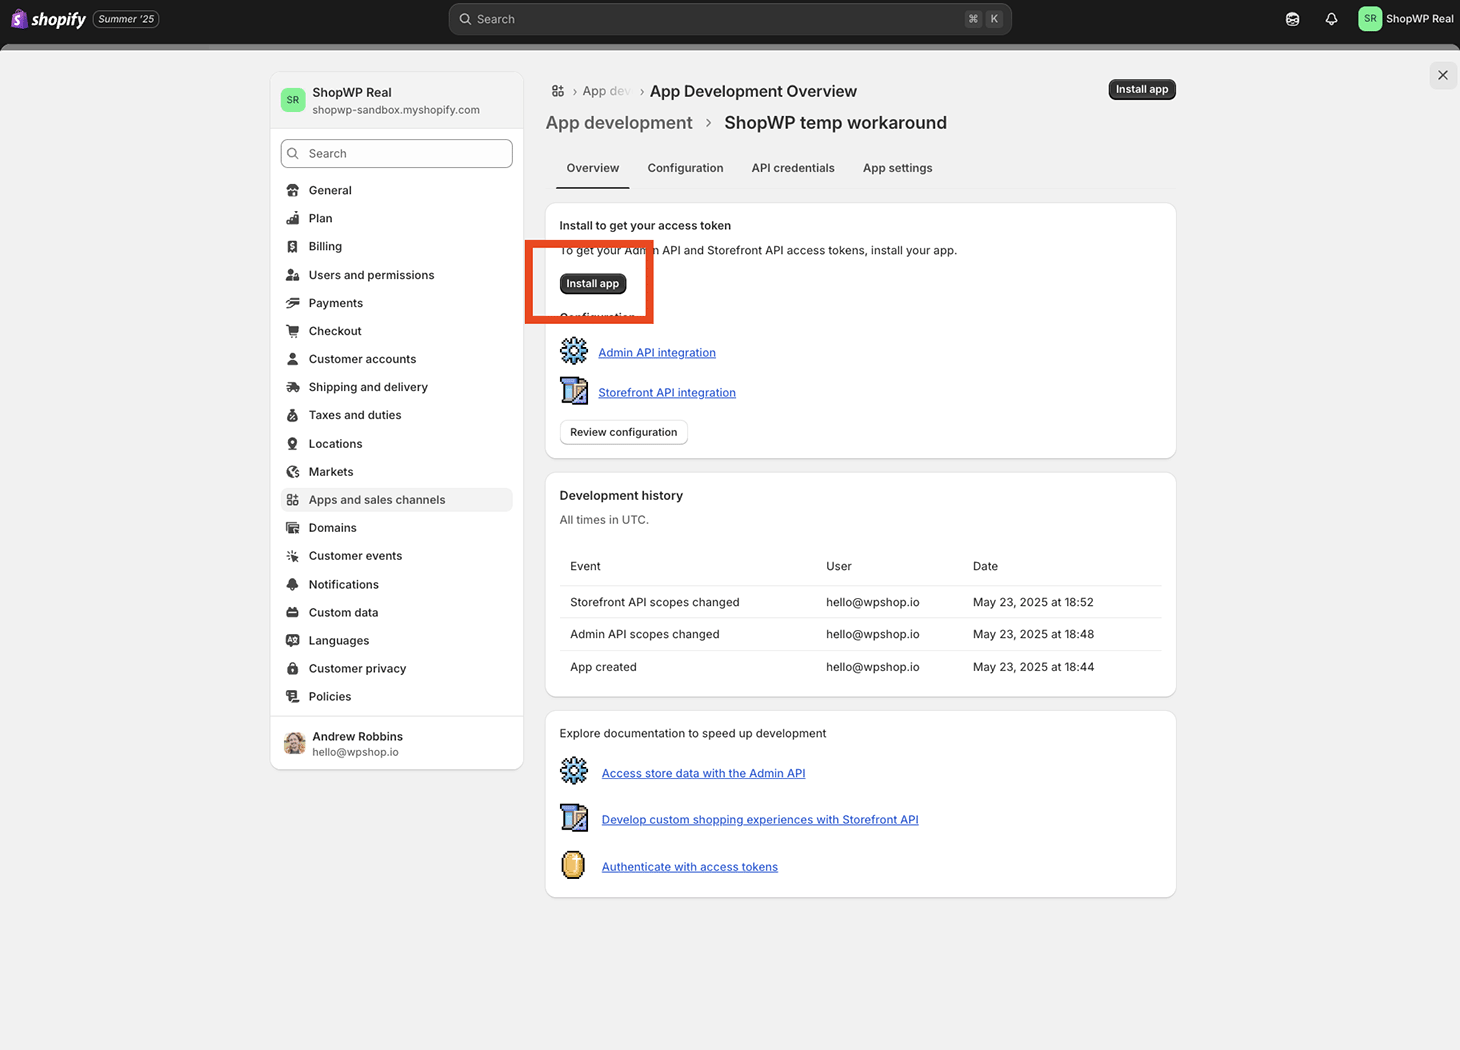 shopify Summer '25
Search ⌘ K
SR ShopWP Real
SR ShopWP Real
shopwp-sandbox.myshopify.com
Search
General
Plan
Billing
Users and permissions
Payments
Checkout
Customer accounts
Shipping and delivery
Taxes and duties
Locations
Markets
Apps and sales channels
Domains
Customer events
Notifications
Custom data
Languages
Customer privacy
Policies
Andrew Robbins
hello@wpshop.io
› App dev › App Development Overview
Install app
App development › ShopWP temp workaround
Overview Configuration API credentials App settings
Install to get your access token
To get your Admin API and Storefront API access tokens, install your app.
Install app
Configuration
Admin API integration
Storefront API integration
Review configuration
Development history
All times in UTC.
Event User Date
Storefront API scopes changed hello@wpshop.io May 23, 2025 at 18:52
Admin API scopes changed hello@wpshop.io May 23, 2025 at 18:48
App created hello@wpshop.io May 23, 2025 at 18:44
Explore documentation to speed up development
Access store data with the Admin API
Develop custom shopping experiences with Storefront API
Authenticate with access tokens